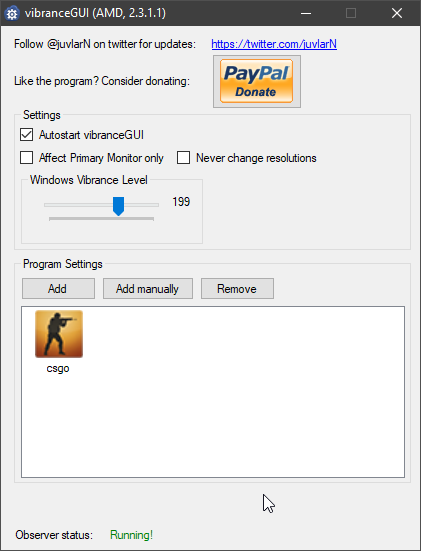 vibranceGUI (AMD, 2.3.1.1)
Follow @juvlarN on twitter for updates: https://twitter.com/juvlarN
Like the program? Consider donating: PayPal
Donate
Settings
Autostart vibranceGUI
Affect Primary Monitor only Never change resolutions
Windows Vibrance Level
199
Program Settings
Add Add manually Remove
csgo
Observer status: Running!